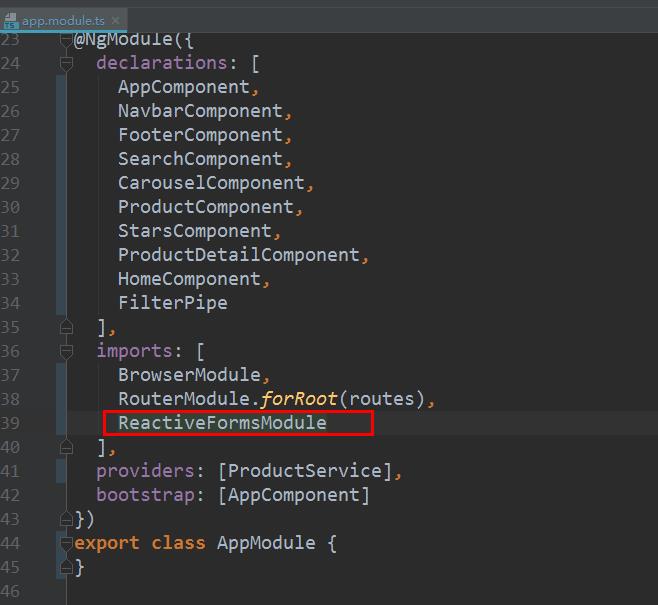 app.module.ts
23 @NgModule({
24 declarations: [
25 AppComponent,
26 NavbarComponent,
27 FooterComponent,
28 SearchComponent,
29 CarouselComponent,
30 ProductComponent,
31 StarsComponent,
32 ProductDetailComponent,
33 HomeComponent,
34 FilterPipe
35 ],
36 imports: [
37 BrowserModule,
38 RouterModule.forRoot(routes),
39 ReactiveFormsModule
40 ],
41 providers: [ProductService],
42 bootstrap: [AppComponent]
43 })
44 export class AppModule {
45 }
46